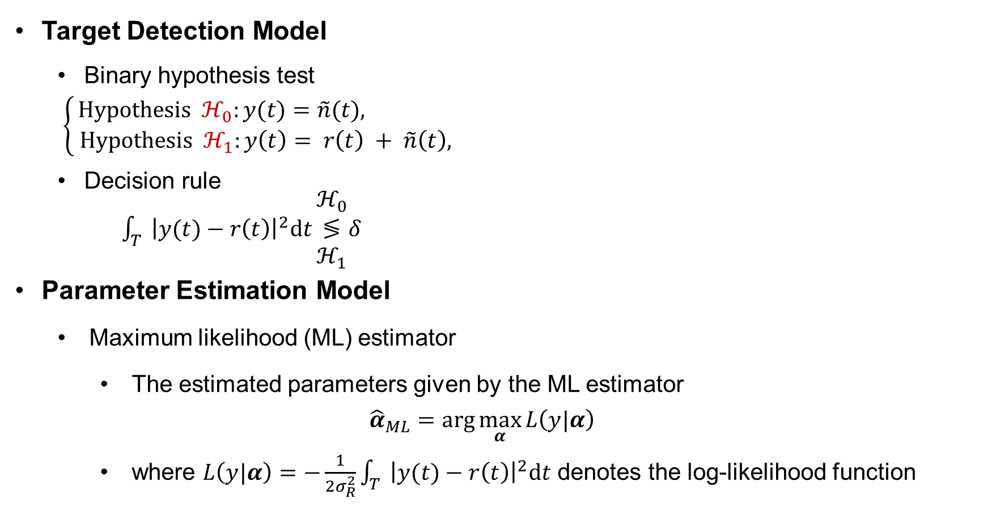 • Target Detection Model
• Binary hypothesis test
Hypothesis ℋ₀: y(t) = ñ(t),
Hypothesis ℋ₁: y(t) = r(t) + ñ(t),
• Decision rule
ℋ₀
∫_T |y(t) − r(t)|² dt ≶ δ
ℋ₁
• Parameter Estimation Model
• Maximum likelihood (ML) estimator
• The estimated parameters given by the ML estimator
α̂_ML = arg max_α L(y|α)
• where L(y|α) = −1/(2σ_R²) ∫_T |y(t) − r(t)|² dt denotes the log-likelihood function